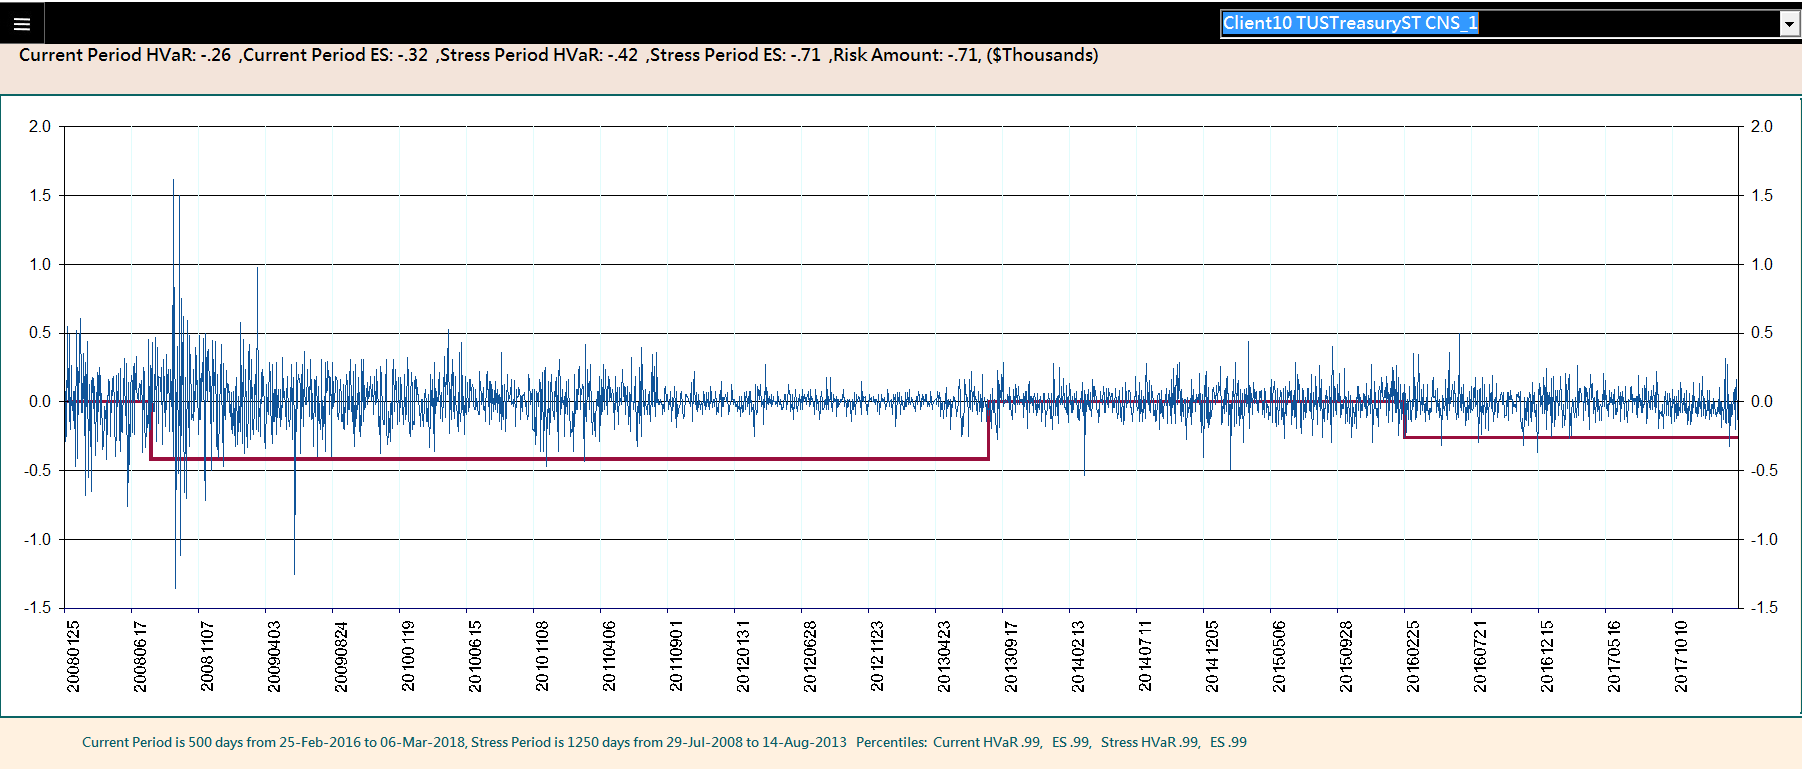 Client10 TUSTreasuryST CNS_1
Current Period HVaR: -.26 ,Current Period ES: -.32 ,Stress Period HVaR: -.42 ,Stress Period ES: -.71 ,Risk Amount: -.71, ($Thousands)
2.0 2.0
1.5 1.5
1.0 1.0
0.5 0.5
0.0 0.0
-0.5 -0.5
-1.0 -1.0
-1.5 -1.5
20080125 20080617 20081107 20090403 20090824 20100119 20100615 20101108 20110406 20110901 20120131 20120628 20121123 20130423 20130917 20140213 20140711 20141205 20150506 20150928 20160225 20160721 20161215 20170516 20171010
Current Period is 500 days from 25-Feb-2016 to 06-Mar-2018, Stress Period is 1250 days from 29-Jul-2008 to 14-Aug-2013 Percentiles: Current HVaR .99, ES .99, Stress HVaR .99, ES .99